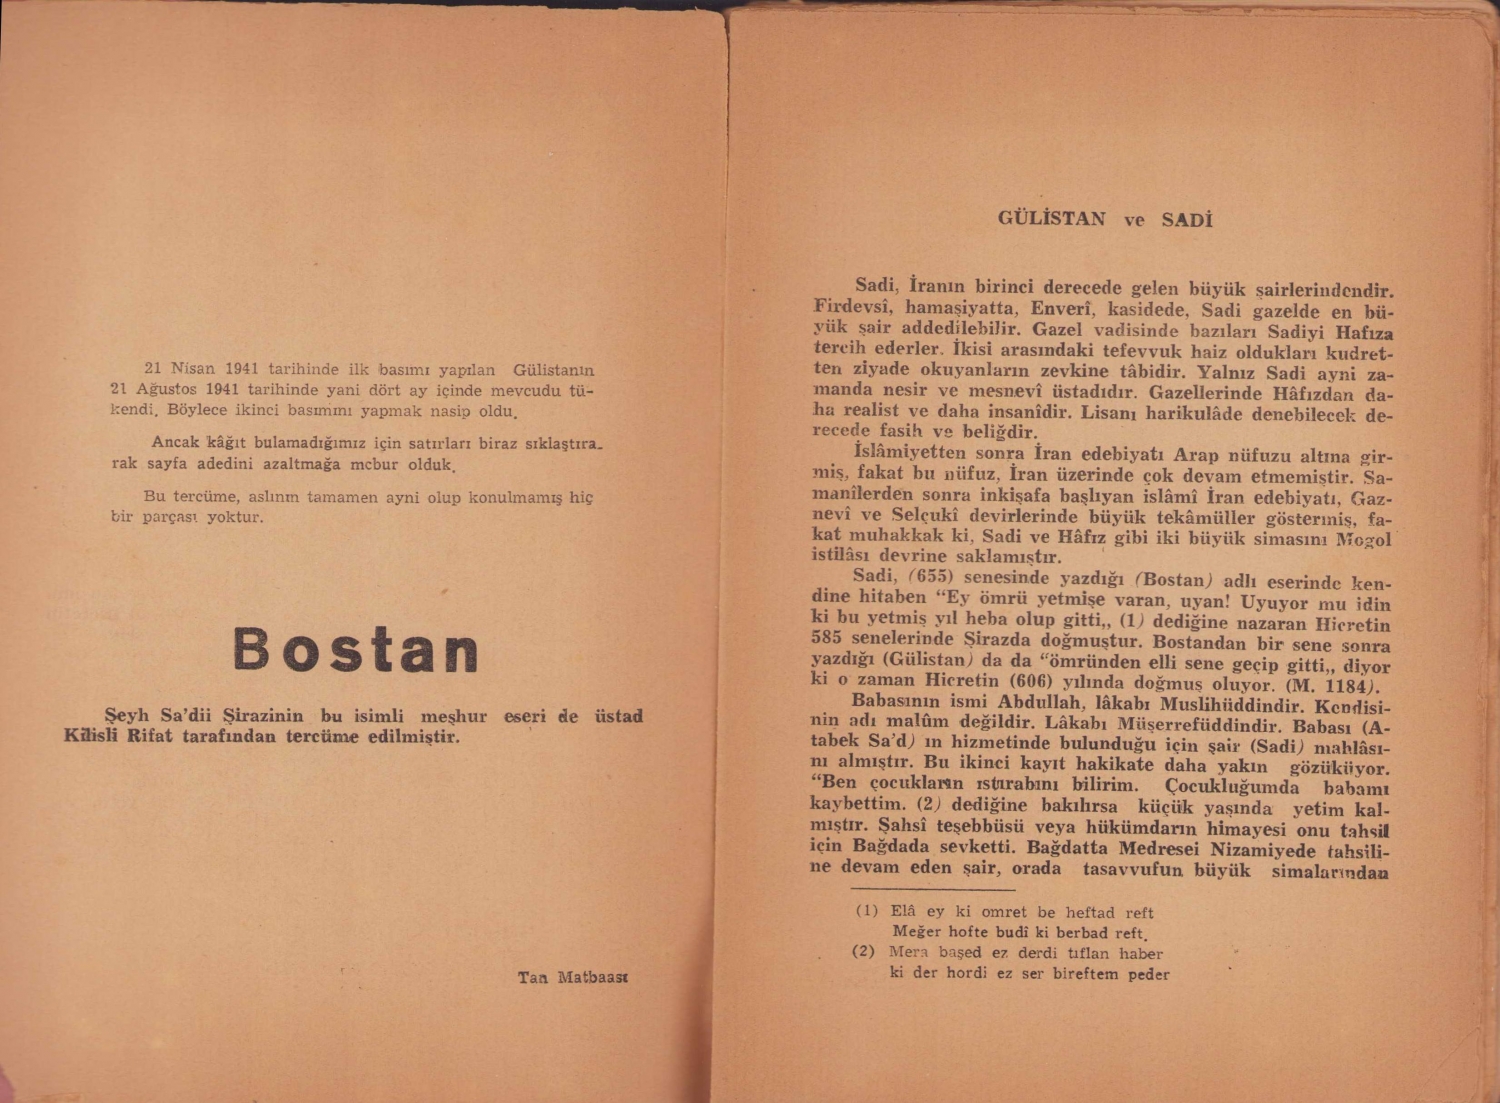 21 Nisan 1941 tarihinde ilk basımı yapılan Gülistanın
21 Ağustos 1941 tarihinde yani dört ay içinde mevcudu tü-
kendi. Böylece ikinci basımını yapmak nasip oldu.
Ancak kâğıt bulamadığımız için satırları biraz sıklaştıra-
rak sayfa adedini azaltmağa mcbur olduk.
Bu tercüme, aslının tamamen ayni olup konulmamış hiç
bir parçası yoktur.
Bostan
Şeyh Sa'dii Şirazinin bu isimli meşhur eseri de üstad
Kilisli Rifat tarafından tercüme edilmiştir.
Tan Matbaası
GÜLİSTAN ve SADİ
Sadi, İranın birinci derecede gelen büyük şairlerindendir.
Firdevsî, hamaşiyatta, Enverî, kasidede, Sadi gazelde en bü-
yük şair addedilebilir. Gazel vadisinde bazıları Sadiyi Hafıza
tercih ederler. İkisi arasındaki tefevvuk haiz oldukları kudret-
ten ziyade okuyanların zevkine tâbidir. Yalnız Sadi ayni za-
manda nesir ve mesnevî üstadıdır. Gazellerinde Hâfızdan da-
ha realist ve daha insanîdir. Lisanı harikulâde denebilecek de-
recede fasih ve beliğdir.
İslâmiyetten sonra İran edebiyatı Arap nüfuzu altına gir-
miş, fakat bu nüfuz, İran üzerinde çok devam etmemiştir. Sa-
manîlerden sonra inkişafa başlıyan islâmî İran edebiyatı, Gaz-
nevî ve Selçukî devirlerinde büyük tekâmüller göstermiş, fa-
kat muhakkak ki, Sadi ve Hâfız gibi iki büyük simasını Mogol
istilâsı devrine saklamıştır.
Sadi, (655) senesinde yazdığı (Bostan) adlı eserinde ken-
dine hitaben "Ey ömrü yetmişe varan, uyan! Uyuyor mu idin
ki bu yetmiş yıl heba olup gitti,, (1) dediğine nazaran Hicretin
585 senelerinde Şirazda doğmuştur. Bostandan bir sene sonra
yazdığı (Gülistan) da da "ömründen elli sene geçip gitti,, diyor
ki o zaman Hicretin (606) yılında doğmuş oluyor. (M. 1184).
Babasının ismi Abdullah, lâkabı Muslihüddindir. Kendisi-
nin adı malûm değildir. Lâkabı Müşerrefüddindir. Babası (A-
tabek Sa'd) ın hizmetinde bulunduğu için şair (Sadi) mahlâsı-
nı almıştır. Bu ikinci kayıt hakikate daha yakın gözüküyor.
"Ben çocukların ıstırabını bilirim. Çocukluğumda babamı
kaybettim. (2) dediğine bakılırsa küçük yaşında yetim kal-
mıştır. Şahsî teşebbüsü veya hükümdarın himayesi onu tahsil
için Bağdada sevketti. Bağdatta Medresei Nizamiyede tahsili-
ne devam eden şair, orada tasavvufun büyük simalarından
(1) Elâ ey ki omret be heftad reft
Meğer hofte budî ki berbad reft.
(2) Mera başed ez derdi tıflan haber
ki der hordi ez ser bireftem peder